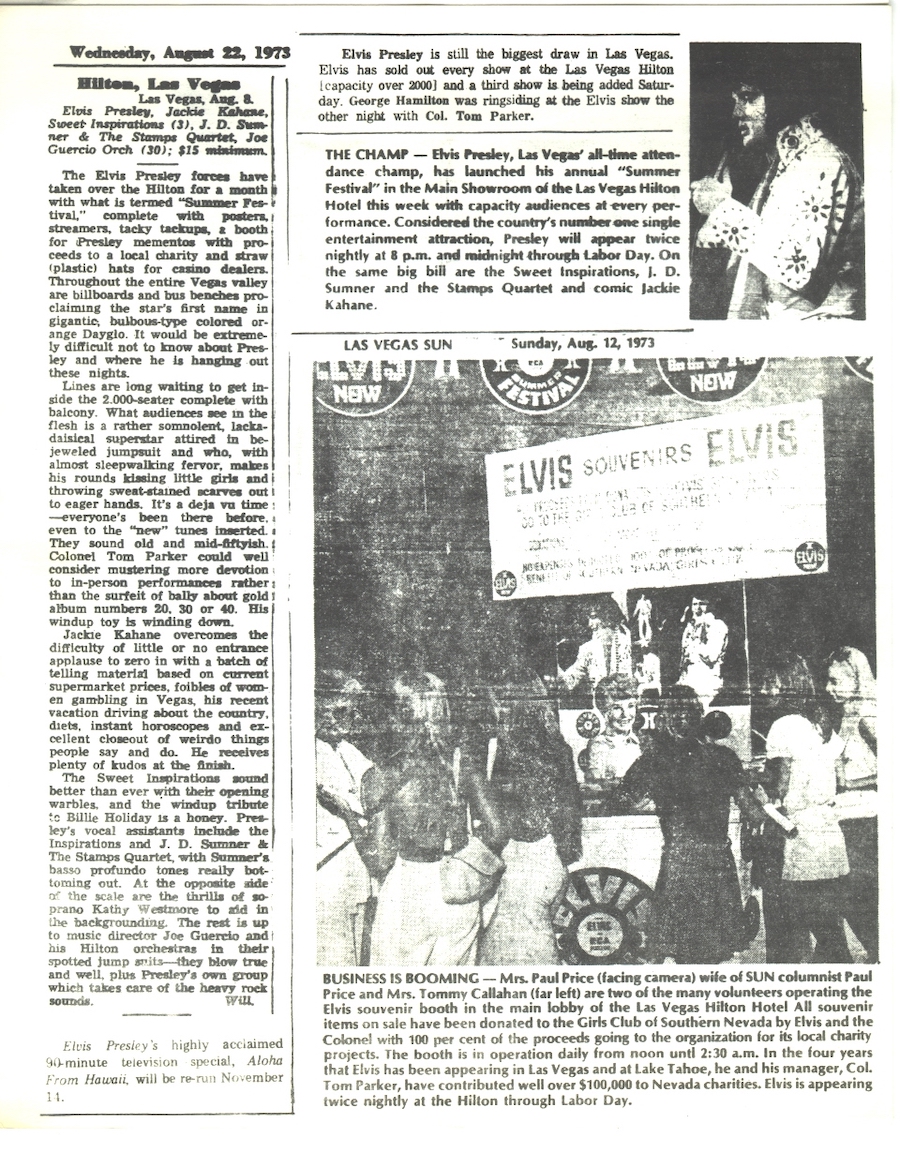 Wednesday, August 22, 1973
Hilton, Las Vegas
Las Vegas, Aug. 8.
Elvis Presley, Jackie Kahane,
Sweet Inspirations (3), J. D. Sum-
ner & The Stamps Quartet, Joe
Guercio Orch (30); $15 minimum.
The Elvis Presley forces have
taken over the Hilton for a month
with what is termed "Summer Fes-
tival," complete with posters,
streamers, tacky tackups, a booth
for Presley mementos with pro-
ceeds to a local charity and straw
(plastic) hats for casino dealers.
Throughout the entire Vegas valley
are billboards and bus benches pro-
claiming the star's first name in
gigantic, bulbous-type colored or-
ange Dayglo. It would be extreme-
ly difficult not to know about Pres-
ley and where he is hanging out
these nights.
Lines are long waiting to get in-
side the 2.000-seater complete with
balcony. What audiences see in the
flesh is a rather somnolent, lacka-
daisical superstar attired in be-
jeweled jumpsuit and who, with
almost sleepwalking fervor, makes
his rounds kissing little girls and
throwing sweat-stained scarves out
to eager hands. It's a deja vu time
—everyone's been there before,
even to the "new" tunes inserted.
They sound old and mid-fiftyish.
Colonel Tom Parker could well
consider mustering more devotion
to in-person performances rather
than the surfeit of bally about gold
album numbers 20, 30 or 40. His
windup toy is winding down.
Jackie Kahane overcomes the
difficulty of little or no entrance
applause to zero in with a batch of
telling material based on current
supermarket prices, foibles of wom-
en gambling in Vegas, his recent
vacation driving about the country,
diets, instant horoscopes and ex-
cellent closeout of weirdo things
people say and do. He receives
plenty of kudos at the finish.
The Sweet Inspirations sound
better than ever with their opening
warbles, and the windup tribute
to Billie Holiday is a honey. Pres-
ley's vocal assistants include the
Inspirations and J. D. Sumner &
The Stamps Quartet, with Sumner's
basso profundo tones really bot-
toming out. At the opposite side
of the scale are the thrills of so-
prano Kathy Westmore to aid in
the backgrounding. The rest is up
to music director Joe Guercio and
his Hilton orchestras in their
spotted jump suits—they blow true
and well, plus Presley's own group
which takes care of the heavy rock
sounds. Will.
Elvis Presley's highly acclaimed
90-minute television special, Aloha
From Hawaii, will be re-run November
14.
Elvis Presley is still the biggest draw in Las Vegas.
Elvis has sold out every show at the Las Vegas Hilton
[capacity over 2000] and a third show is being added Satur-
day. George Hamilton was ringsiding at the Elvis show the
other night with Col. Tom Parker.
THE CHAMP — Elvis Presley, Las Vegas' all-time atten-
dance champ, has launched his annual "Summer
Festival" in the Main Showroom of the Las Vegas Hilton
Hotel this week with capacity audiences at every per-
formance. Considered the country's number one single
entertainment attraction, Presley will appear twice
nightly at 8 p.m. and midnight through Labor Day. On
the same big bill are the Sweet Inspirations, J. D.
Sumner and the Stamps Quartet and comic Jackie
Kahane.
LAS VEGAS SUN Sunday, Aug. 12, 1973
ELVIS
NOW
RCA
SUMMER
FESTIVAL
NOW
ELVIS SOUVENIRS ELVIS
GO TO THE
CLUB OF
NEVADA
ELVIS
ELVIS
ELVIS
RCA
BUSINESS IS BOOMING — Mrs. Paul Price (facing camera) wife of SUN columnist Paul
Price and Mrs. Tommy Callahan (far left) are two of the many volunteers operating the
Elvis souvenir booth in the main lobby of the Las Vegas Hilton Hotel All souvenir
items on sale have been donated to the Girls Club of Southern Nevada by Elvis and the
Colonel with 100 per cent of the proceeds going to the organization for its local charity
projects. The booth is in operation daily from noon untl 2:30 a.m. In the four years
that Elvis has been appearing in Las Vegas and at Lake Tahoe, he and his manager, Col.
Tom Parker, have contributed well over $100,000 to Nevada charities. Elvis is appearing
twice nightly at the Hilton through Labor Day.